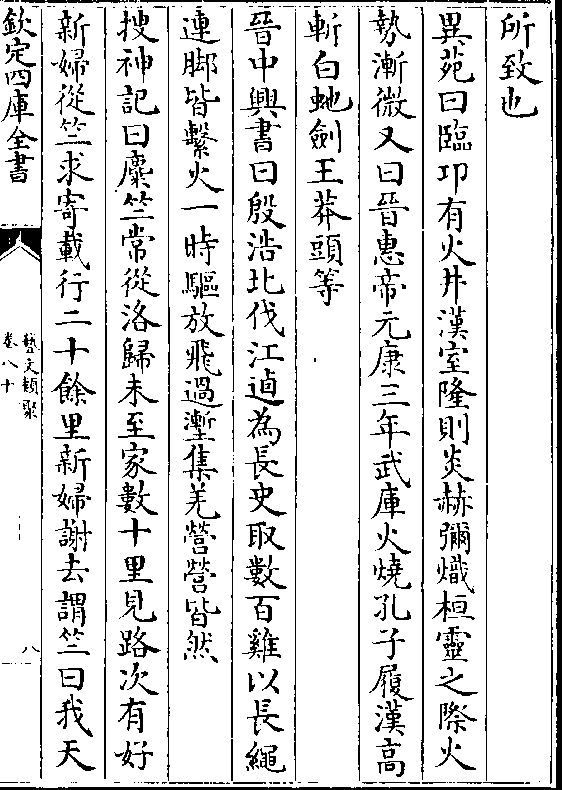 所致也
異苑曰臨邛有火井漢室隆則炎赫彌熾桓靈之際火
勢漸微又曰晉惠帝元康三年武庫火燒孔子履漢高
斬白虵劍王莽頭等
晉中興書曰殷浩北伐江逌為長史取數百雞以長繩
連脚皆繫火一時驅放飛過塹集羌營營皆然
搜神記曰麋竺常從洛歸未至家數十里見路次有好
新婦從竺求寄載行二十餘里新婦謝去謂竺曰我天
欽定四庫全書
藝文類聚
卷八十
八